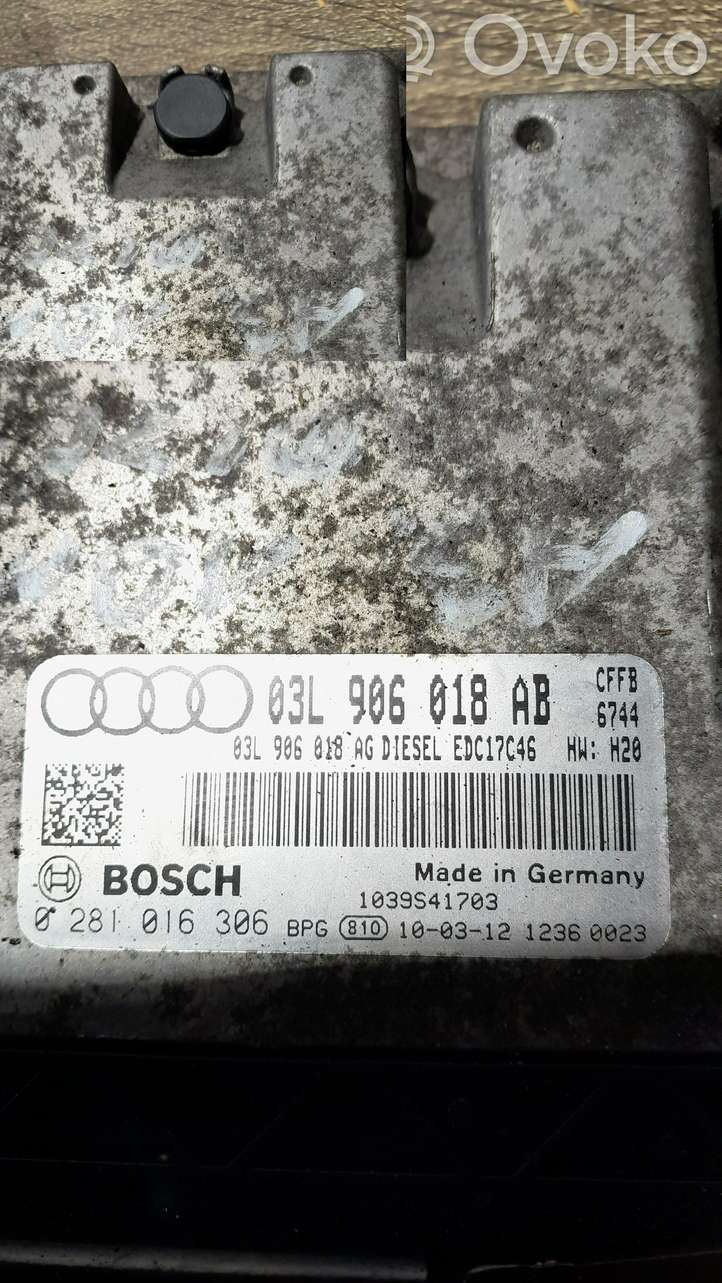 Ovoko
03L 906 018 AB
CFFB
6744
03L 906 018 AG DIESEL EDC17C46 HW: H20
BOSCH
Made in Germany
1039S41703
0 281 016 306 BPG 810 10-03-12 1236 0023